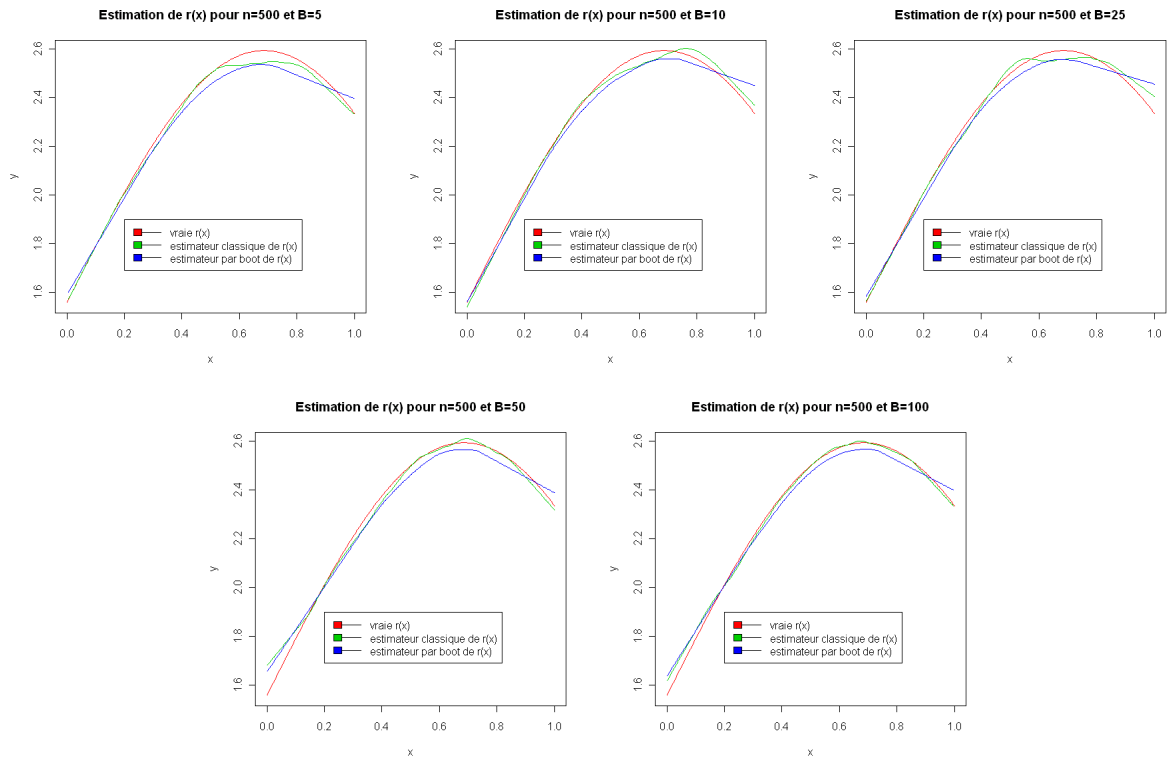 Estimation de r(x) pour n=500 et B=5
y
2.6
2.4
2.2
2.0
1.8
1.6
vraie r(x)
estimateur classique de r(x)
estimateur par boot de r(x)
0.0 0.2 0.4 0.6 0.8 1.0
x
Estimation de r(x) pour n=500 et B=10
y
2.6
2.4
2.2
2.0
1.8
1.6
vraie r(x)
estimateur classique de r(x)
estimateur par boot de r(x)
0.0 0.2 0.4 0.6 0.8 1.0
x
Estimation de r(x) pour n=500 et B=25
y
2.6
2.4
2.2
2.0
1.8
1.6
vraie r(x)
estimateur classique de r(x)
estimateur par boot de r(x)
0.0 0.2 0.4 0.6 0.8 1.0
x
Estimation de r(x) pour n=500 et B=50
y
2.6
2.4
2.2
2.0
1.8
1.6
vraie r(x)
estimateur classique de r(x)
estimateur par boot de r(x)
0.0 0.2 0.4 0.6 0.8 1.0
x
Estimation de r(x) pour n=500 et B=100
y
2.6
2.4
2.2
2.0
1.8
1.6
vraie r(x)
estimateur classique de r(x)
estimateur par boot de r(x)
0.0 0.2 0.4 0.6 0.8 1.0
x